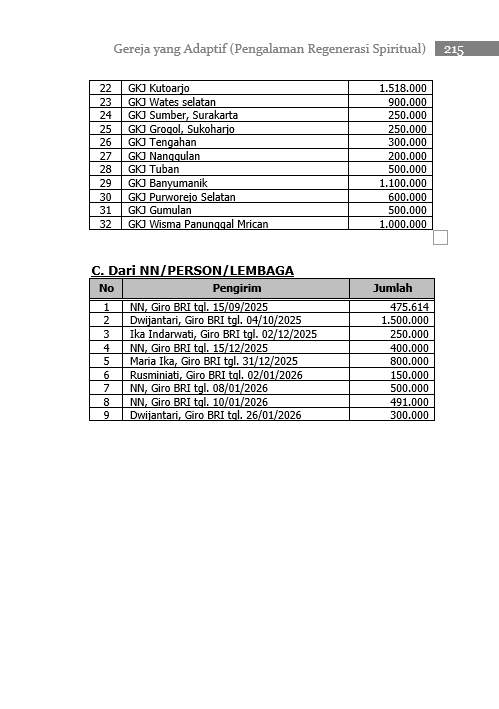 Gereja yang Adaptif (Pengalaman Regenerasi Spiritual) 215
22 GKJ Kutoarjo 1.518.000
23 GKJ Wates selatan 900.000
24 GKJ Sumber, Surakarta 250.000
25 GKJ Grogol, Sukoharjo 250.000
26 GKJ Tengahan 300.000
27 GKJ Nanggulan 200.000
28 GKJ Tuban 500.000
29 GKJ Banyumanik 1.100.000
30 GKJ Purworejo Selatan 600.000
31 GKJ Gumulan 500.000
32 GKJ Wisma Panunggal Mrican 1.000.000
C. Dari NN/PERSON/LEMBAGA
No Pengirim Jumlah
1 NN, Giro BRI tgl. 15/09/2025 475.614
2 Dwijantari, Giro BRI tgl. 04/10/2025 1.500.000
3 Ika Indarwati, Giro BRI tgl. 02/12/2025 250.000
4 NN, Giro BRI tgl. 15/12/2025 400.000
5 Maria Ika, Giro BRI tgl. 31/12/2025 800.000
6 Rusminiati, Giro BRI tgl. 02/01/2026 150.000
7 NN, Giro BRI tgl. 08/01/2026 500.000
8 NN, Giro BRI tgl. 10/01/2026 491.000
9 Dwijantari, Giro BRI tgl. 26/01/2026 300.000